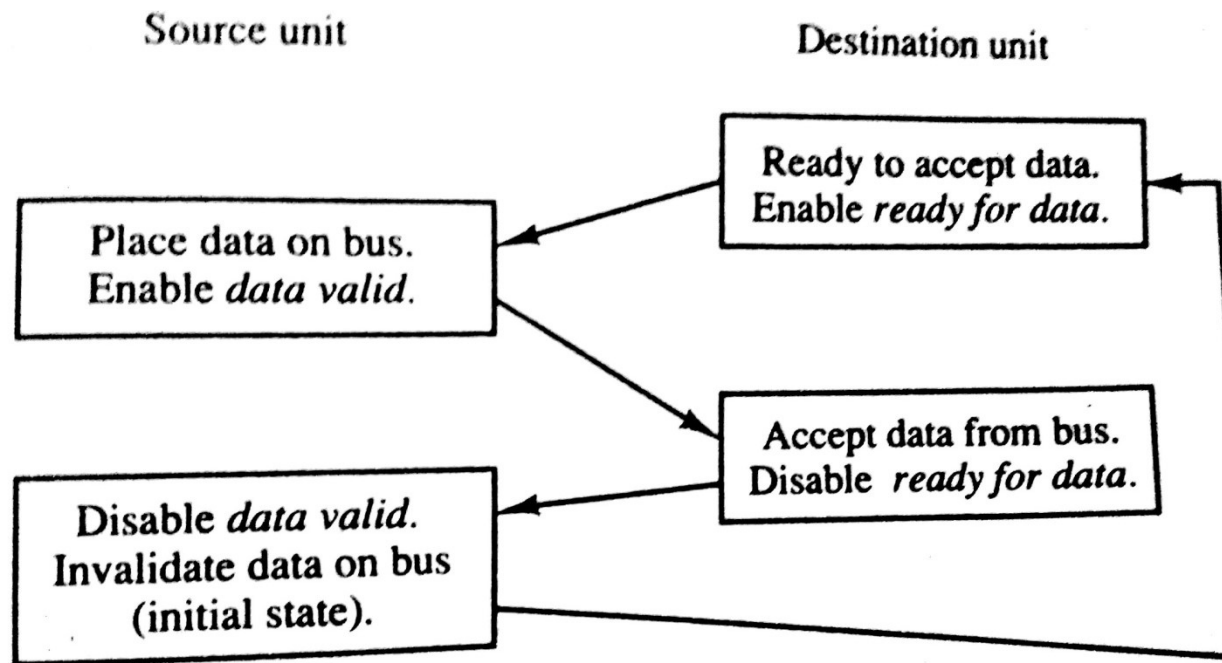 Source unit
Destination unit
Ready to accept data.
Enable ready for data.
Place data on bus.
Enable data valid.
Accept data from bus.
Disable ready for data.
Disable data valid.
Invalidate data on bus
(initial state).